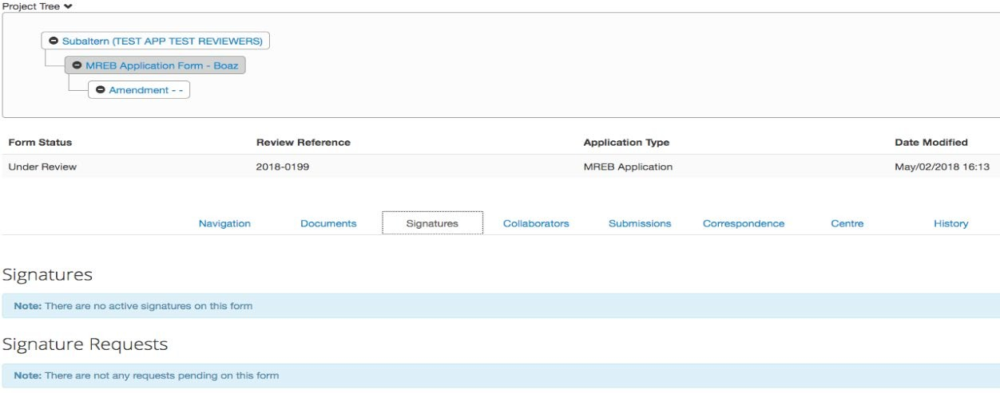 Project Tree
Subaltern (TEST APP TEST REVIEWERS)
MREB Application Form - Boaz
Amendment - -
Form Status Review Reference Application Type Date Modified
Under Review 2018-0199 MREB Application May/02/2018 16:13
Navigation Documents Signatures Collaborators Submissions Correspondence Centre History
Signatures
Note: There are no active signatures on this form
Signature Requests
Note: There are not any requests pending on this form